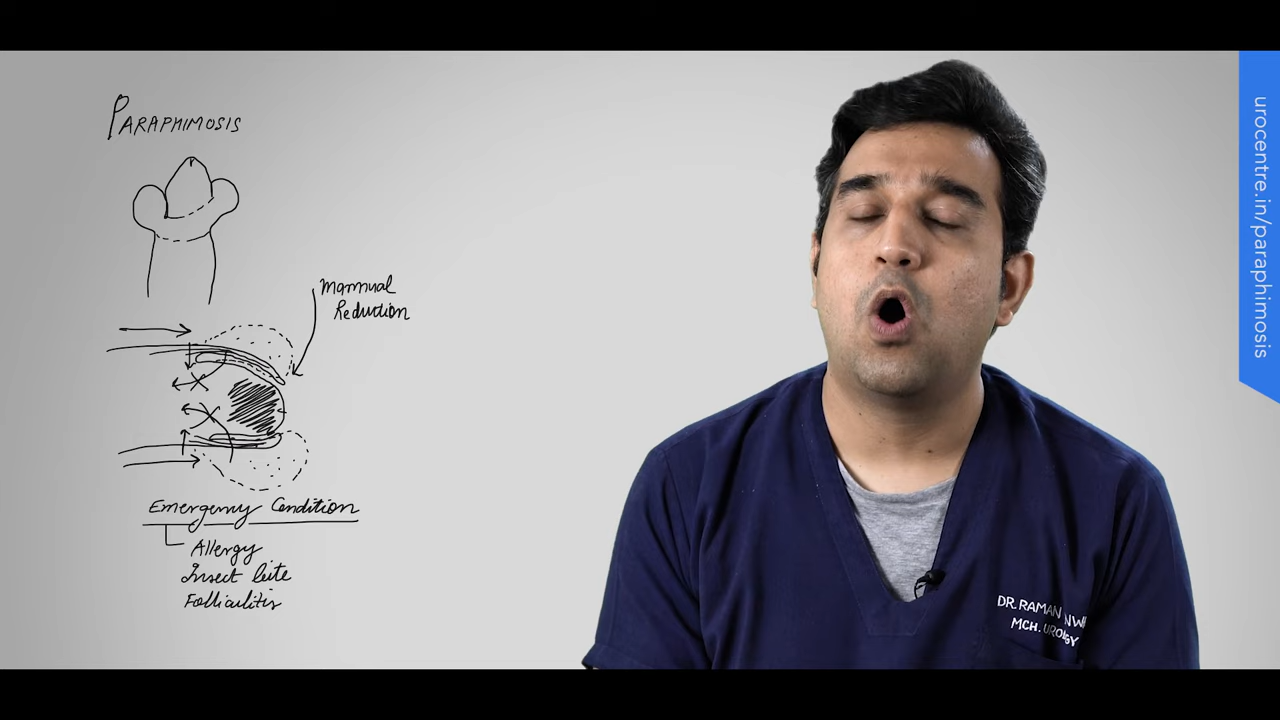 PARAPHIMOSIS
Mannual
Reduction
Emergency Condition
Allergy
Insect bite
Folliculitis
DR. RAMAN
MCH. UROLOGY
urocentre.in/paraphimosis